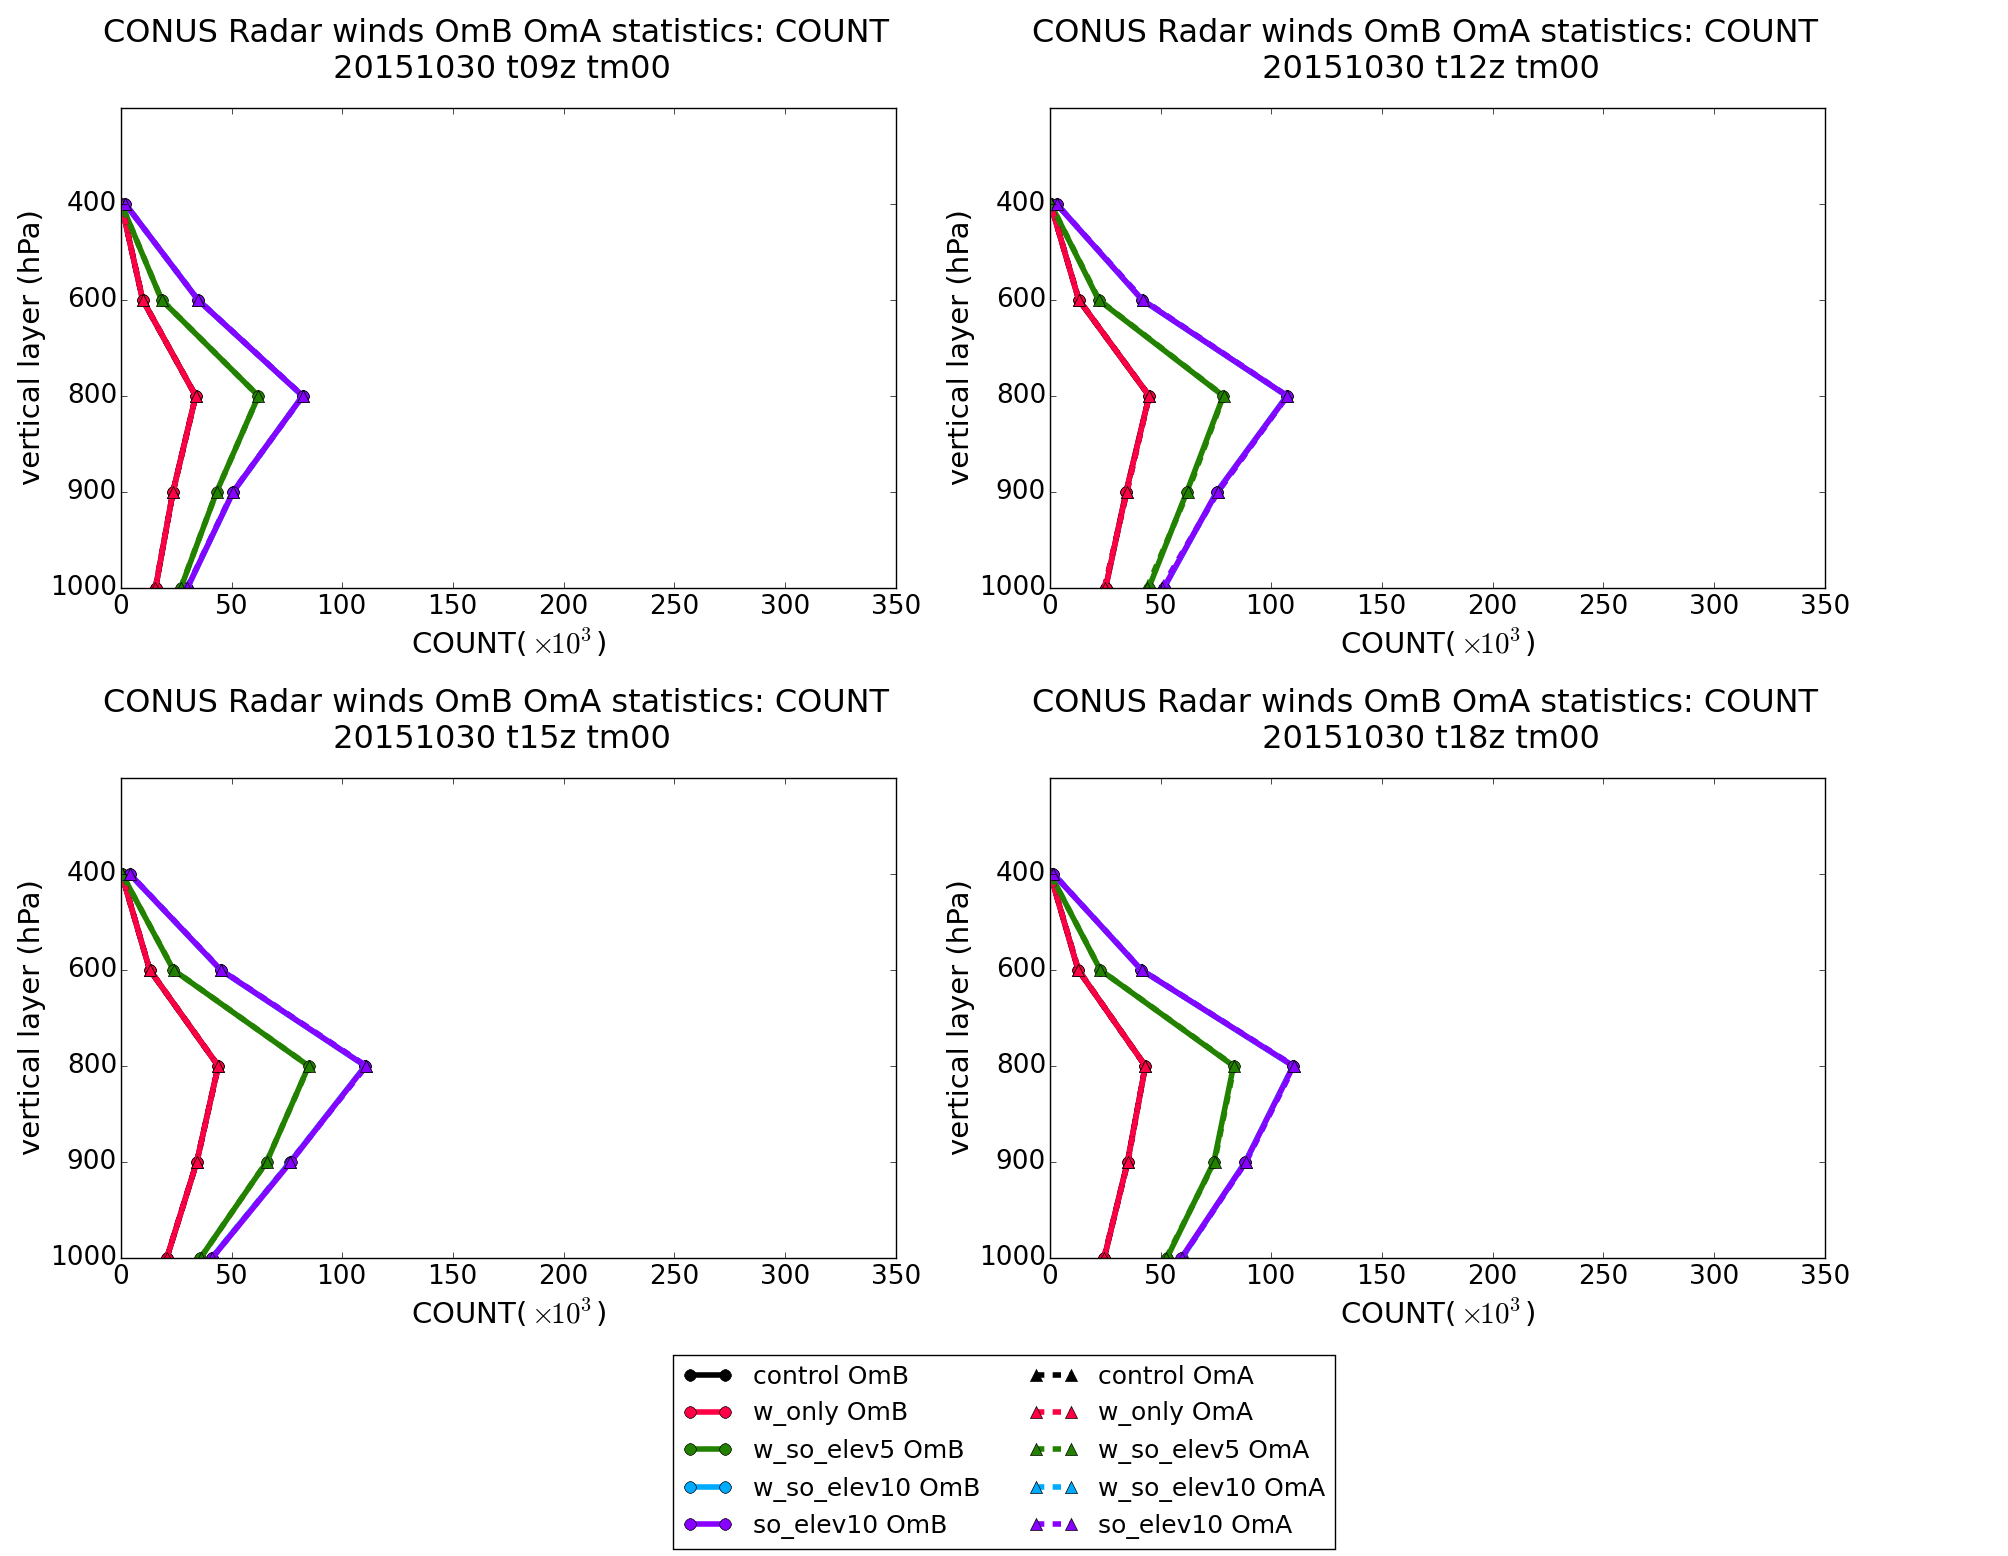 CONUS Radar winds OmB OmA statistics: COUNT
20151030 t09z tm00
400
600
800
900
1000
vertical layer (hPa)
0 50 100 150 200 250 300 350
COUNT( ×10³ )
CONUS Radar winds OmB OmA statistics: COUNT
20151030 t12z tm00
400
600
800
900
1000
vertical layer (hPa)
0 50 100 150 200 250 300 350
COUNT( ×10³ )
CONUS Radar winds OmB OmA statistics: COUNT
20151030 t15z tm00
400
600
800
900
1000
vertical layer (hPa)
0 50 100 150 200 250 300 350
COUNT( ×10³ )
CONUS Radar winds OmB OmA statistics: COUNT
20151030 t18z tm00
400
600
800
900
1000
vertical layer (hPa)
0 50 100 150 200 250 300 350
COUNT( ×10³ )
control OmB
w_only OmB
w_so_elev5 OmB
w_so_elev10 OmB
so_elev10 OmB
control OmA
w_only OmA
w_so_elev5 OmA
w_so_elev10 OmA
so_elev10 OmA